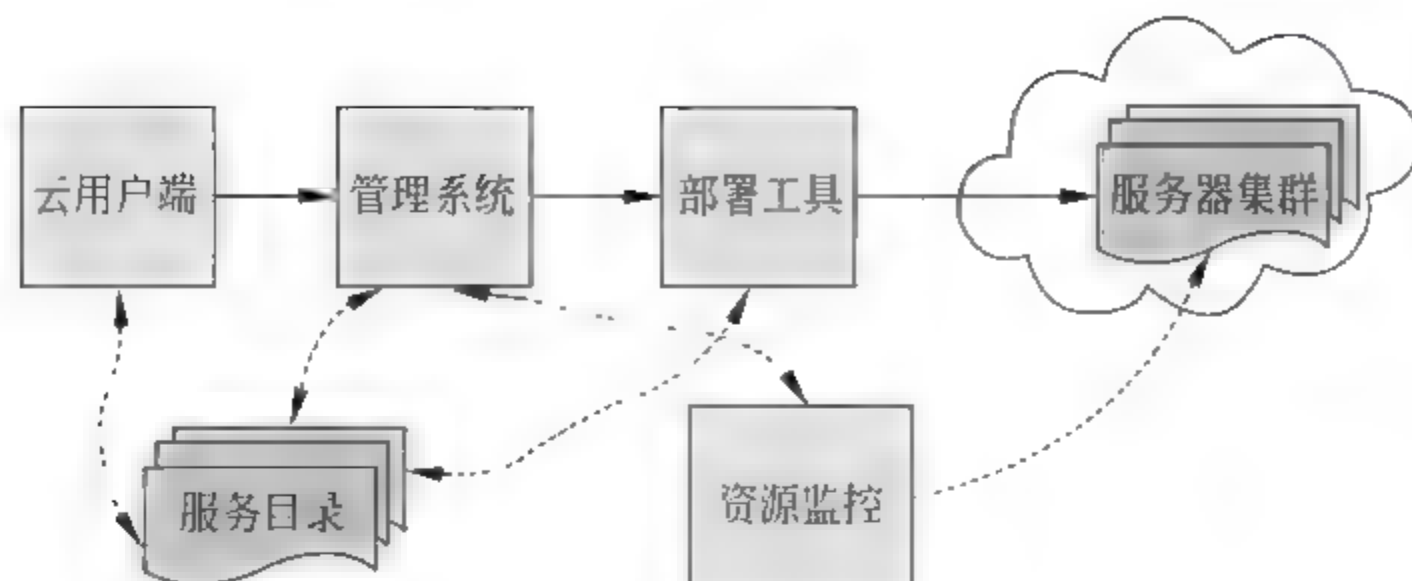 云用户端
管理系统
部署工具
服务器集群
服务目录
资源监控